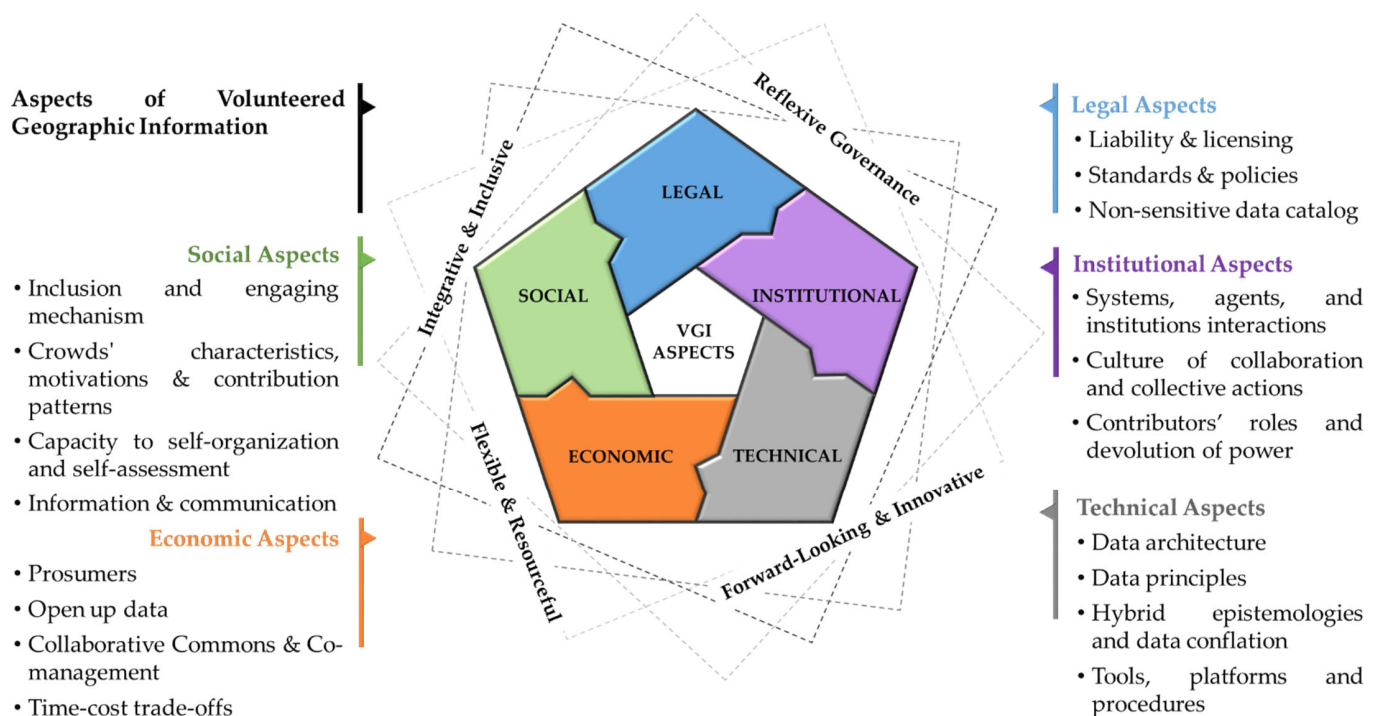 Aspects of Volunteered
Geographic Information
Social Aspects
• Inclusion and engaging
mechanism
• Crowds' characteristics,
motivations & contribution
patterns
• Capacity to self-organization
and self-assessment
• Information & communication
Economic Aspects
• Prosumers
• Open up data
• Collaborative Commons & Co-
management
• Time-cost trade-offs
Integrative & Inclusive
Reflexive Governance
Flexible & Resourceful
Forward-Looking & Innovative
LEGAL
SOCIAL
INSTITUTIONAL
VGI
ASPECTS
ECONOMIC
TECHNICAL
Legal Aspects
• Liability & licensing
• Standards & policies
• Non-sensitive data catalog
Institutional Aspects
• Systems, agents, and
institutions interactions
• Culture of collaboration
and collective actions
• Contributors’ roles and
devolution of power
Technical Aspects
• Data architecture
• Data principles
• Hybrid epistemologies
and data conflation
• Tools, platforms and
procedures